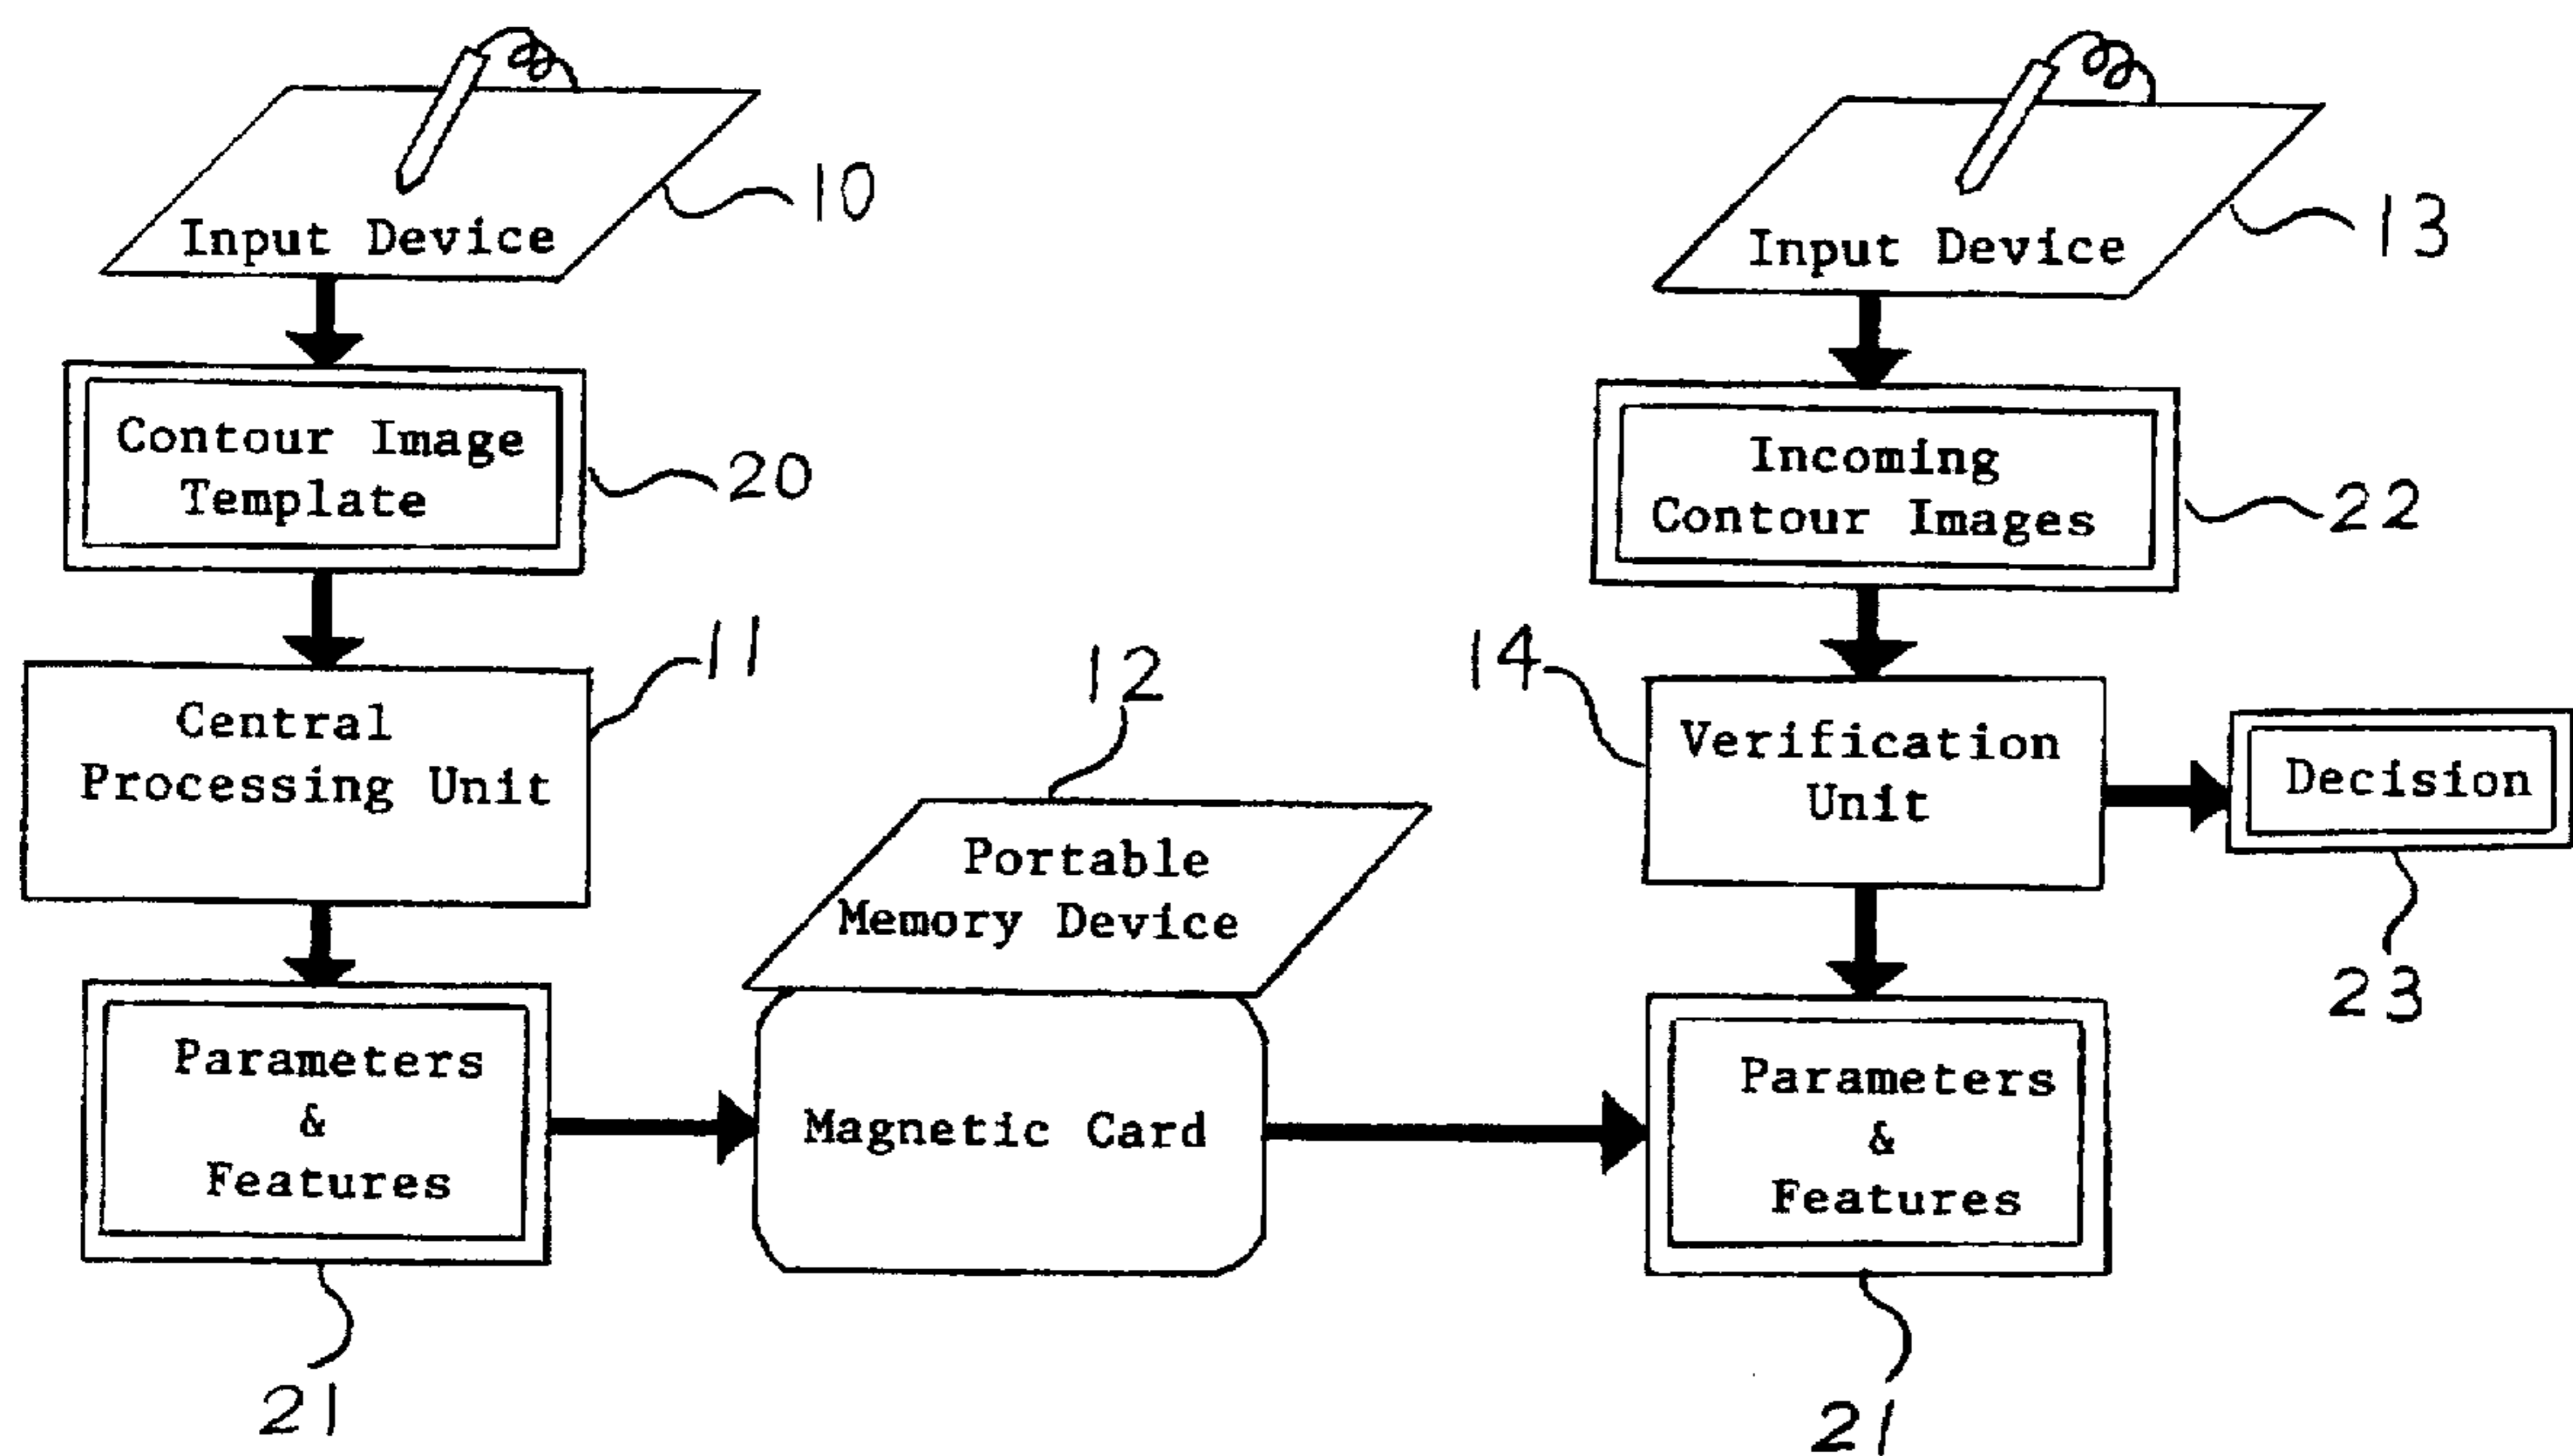 Input Device
10
Contour Image
Template
20
Central
Processing Unit
11
Parameters
&
Features
21
12
Portable
Memory Device
Magnetic Card
Input Device
13
Incoming
Contour Images
22
14
Verification
Unit
Decision
23
Parameters
&
Features
21